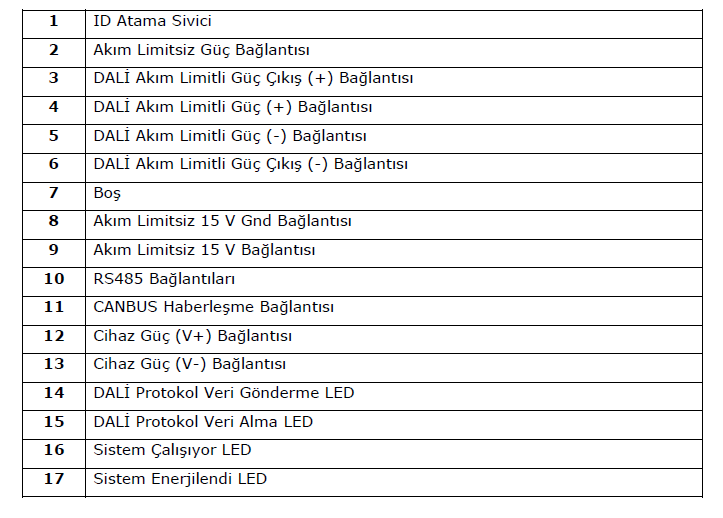 1 ID Atama Sivici
2 Akım Limitsiz Güç Bağlantısı
3 DALİ Akım Limitli Güç Çıkış (+) Bağlantısı
4 DALİ Akım Limitli Güç (+) Bağlantısı
5 DALİ Akım Limitli Güç (-) Bağlantısı
6 DALİ Akım Limitli Güç Çıkış (-) Bağlantısı
7 Boş
8 Akım Limitsiz 15 V Gnd Bağlantısı
9 Akım Limitsiz 15 V Bağlantısı
10 RS485 Bağlantıları
11 CANBUS Haberleşme Bağlantısı
12 Cihaz Güç (V+) Bağlantısı
13 Cihaz Güç (V-) Bağlantısı
14 DALİ Protokol Veri Gönderme LED
15 DALİ Protokol Veri Alma LED
16 Sistem Çalışıyor LED
17 Sistem Enerjilendi LED